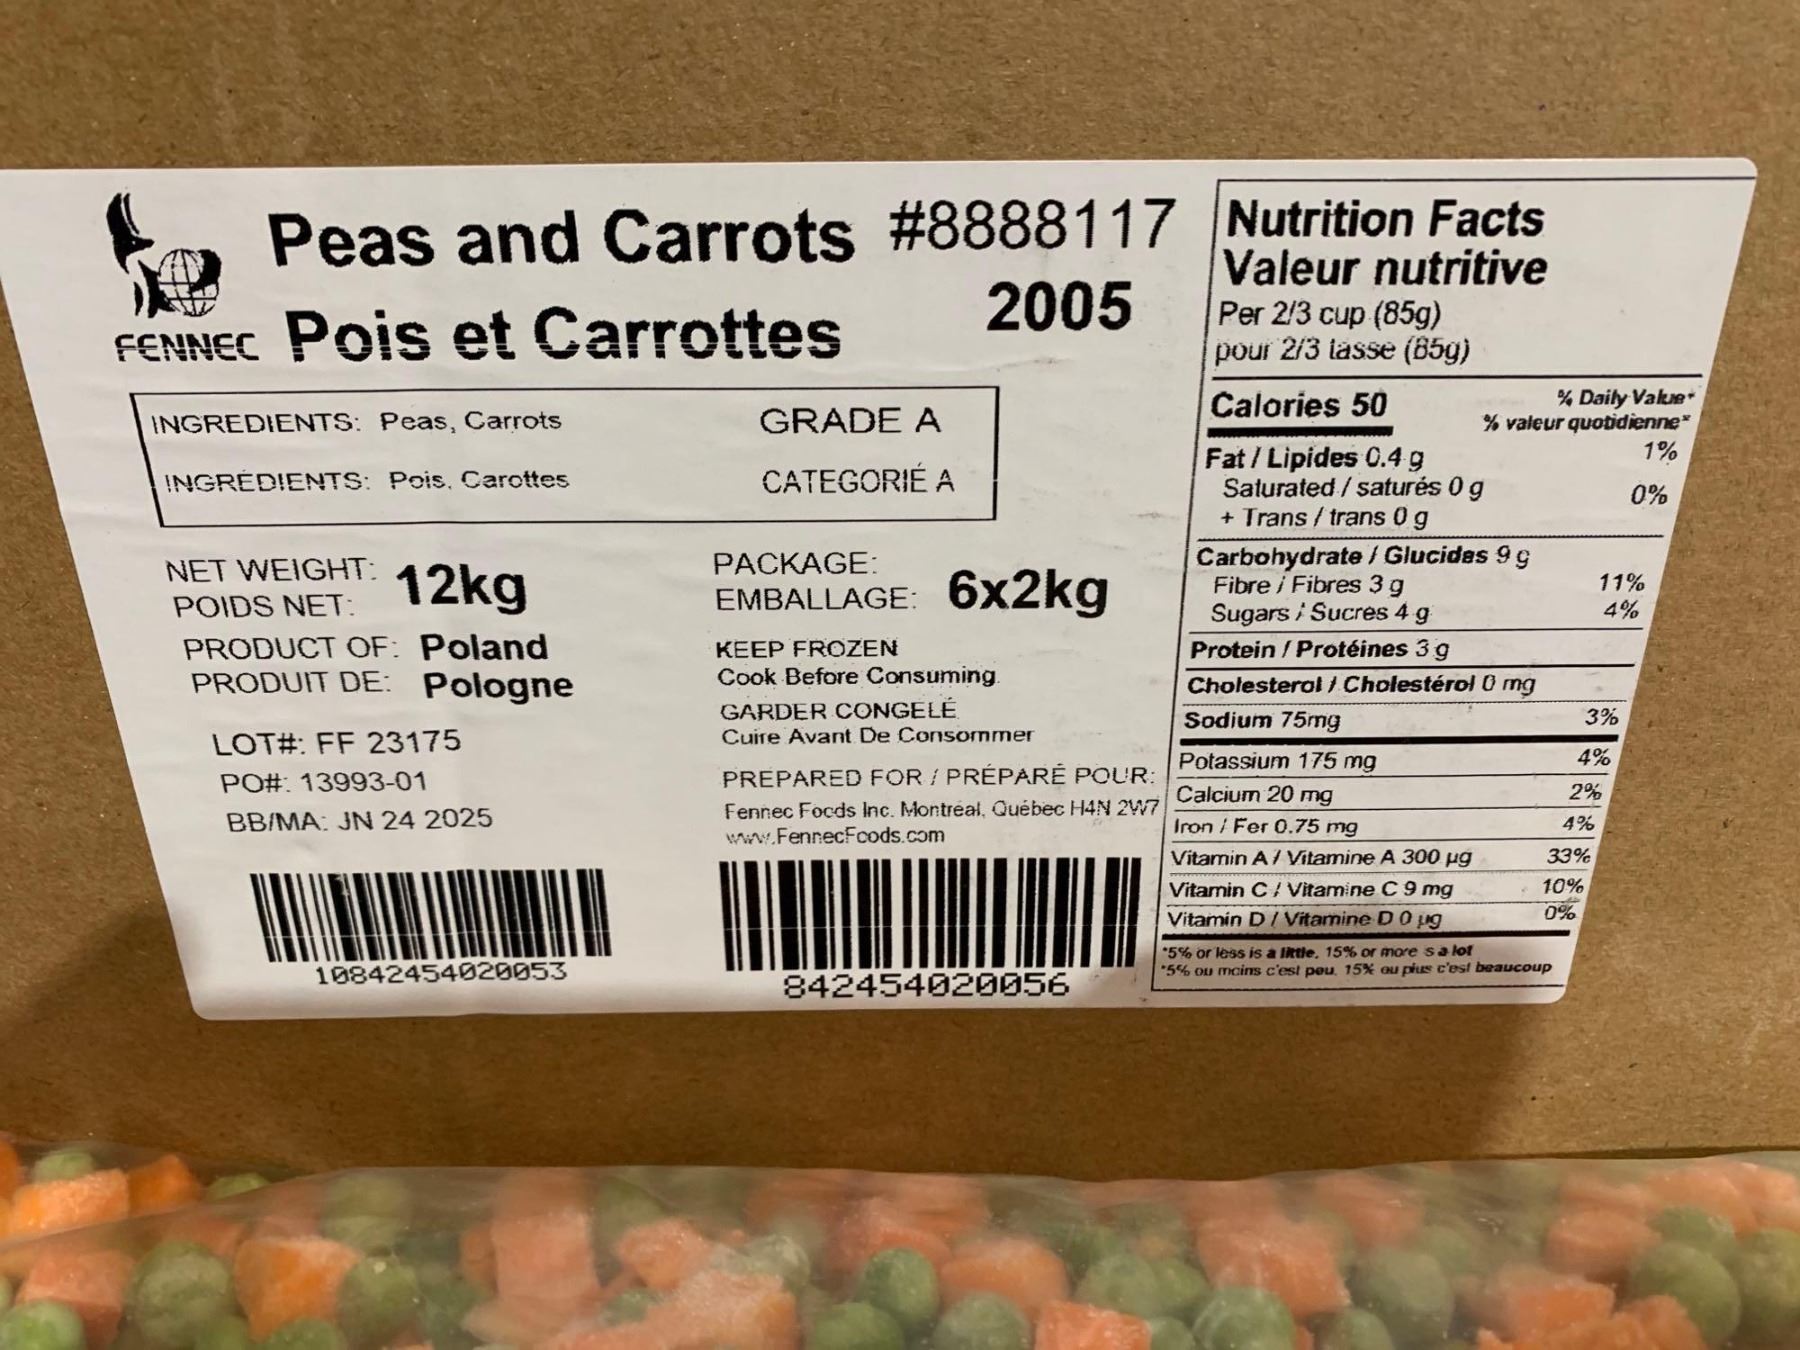 Peas and Carrots #8888117
Pois et Carrottes 2005
FENNEC
INGREDIENTS: Peas, Carrots
GRADE A
INGRÉDIENTS: Pois, Carottes
CATEGORIÉ A
NET WEIGHT:
POIDS NET:
12kg
PACKAGE:
EMBALLAGE:
6x2kg
PRODUCT OF: Poland
PRODUIT DE: Pologne
LOT#: FF 23175
PO#: 13993-01
BB/MA: JN 24 2025
10842454020053
KEEP FROZEN
Cook Before Consuming
GARDER CONGELÉ
Cuire Avant De Consommer
PREPARED FOR / PRÉPARÉ POUR:
Fennec Foods Inc. Montréal, Québec H4N 2W7
www.FennecFoods.com
842454020056
Nutrition Facts
Valeur nutritive
Per 2/3 cup (85g)
pour 2/3 tasse (85g)
Calories 50
% Daily Value*
% valeur quotidienne*
Fat / Lipides 0.4 g 1%
Saturated / saturés 0 g 0%
+ Trans / trans 0 g
Carbohydrate / Glucides 9 g
Fibre / Fibres 3 g 11%
Sugars / Sucres 4 g 4%
Protein / Protéines 3 g
Cholesterol / Cholestérol 0 mg
Sodium 75mg 3%
Potassium 175 mg 4%
Calcium 20 mg 2%
Iron / Fer 0.75 mg 4%
Vitamin A / Vitamine A 300 µg 33%
Vitamin C / Vitamine C 9 mg 10%
Vitamin D / Vitamine D 0 µg 0%
*5% or less is a little, 15% or more is a lot
*5% ou moins c'est peu, 15% ou plus c'est beaucoup